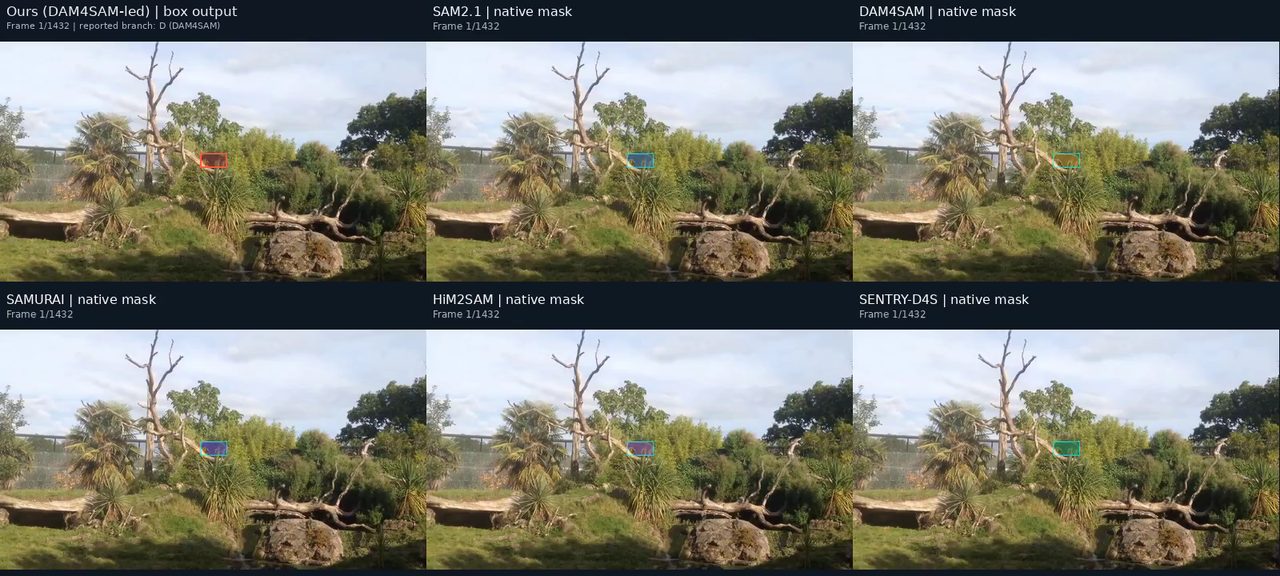 Ours (DAM4SAM-led) | box output
Frame 1/1432 | reported branch: D (DAM4SAM)
SAM2.1 | native mask
Frame 1/1432
DAM4SAM | native mask
Frame 1/1432
SAMURAI | native mask
Frame 1/1432
HiM2SAM | native mask
Frame 1/1432
SENTRY-D4S | native mask
Frame 1/1432